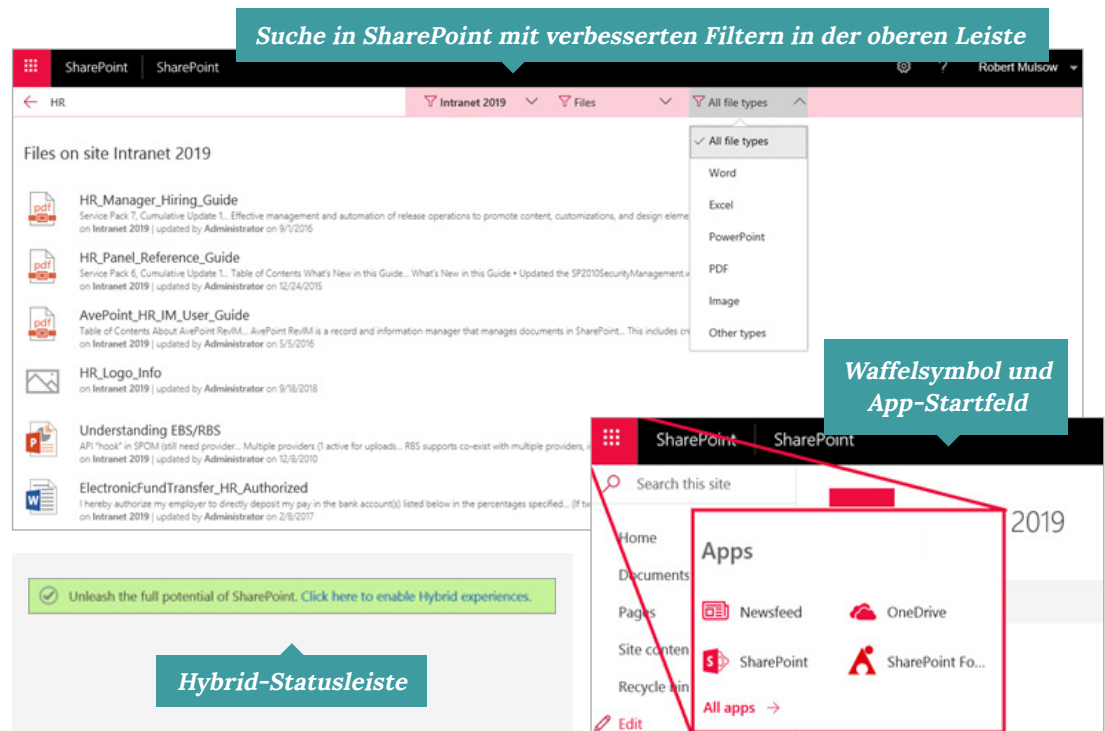 Suche in SharePoint mit verbesserten Filtern in der oberen Leiste
SharePoint SharePoint ? Robert Mulsow
HR Intranet 2019 Files All file types
All file types
Word
Excel
PowerPoint
PDF
Image
Other types
Files on site Intranet 2019
pdf
HR_Manager_Hiring_Guide
Service Pack 7, Cumulative Update 1... Effective management and automation of release operations to promote content, customizations, and design eleme
on Intranet 2019 | updated by Administrator on 9/1/2016
pdf
HR_Panel_Reference_Guide
Service Pack 6, Cumulative Update 1... Table of Contents What's New in this Guide... What's New in this Guide • Updated the SP2010SecurityManagement.
on Intranet 2019 | updated by Administrator on 12/24/2015
pdf
AvePoint_HR_IM_User_Guide
Table of Contents About AvePoint RevIM... AvePoint RevIM is a record and information manager that manages documents in SharePoint... This includes cre
on Intranet 2019 | updated by Administrator on 5/5/2016
HR_Logo_Info
on Intranet 2019 | updated by Administrator on 9/18/2018
P
Understanding EBS/RBS
API "hook" in SPOM (still need provider... Multiple providers (1 active for uploads... RBS supports co-exist with multiple providers, i
on Intranet 2019 | updated by Administrator on 12/8/2010
W
ElectronicFundTransfer_HR_Authorized
I hereby authorize my employer to directly deposit my pay in the bank account(s) listed below in the percentages specified... (If tw
on Intranet 2019 | updated by Administrator on 2/8/2017
Waffelsymbol und
App-Startfeld
SharePoint SharePoint
Search this site
2019
Home
Documents
Pages
Site conten
Recycle bin
Edit
Apps
Newsfeed OneDrive
S SharePoint SharePoint Fo...
All apps →
Unleash the full potential of SharePoint. Click here to enable Hybrid experiences.
Hybrid-Statusleiste